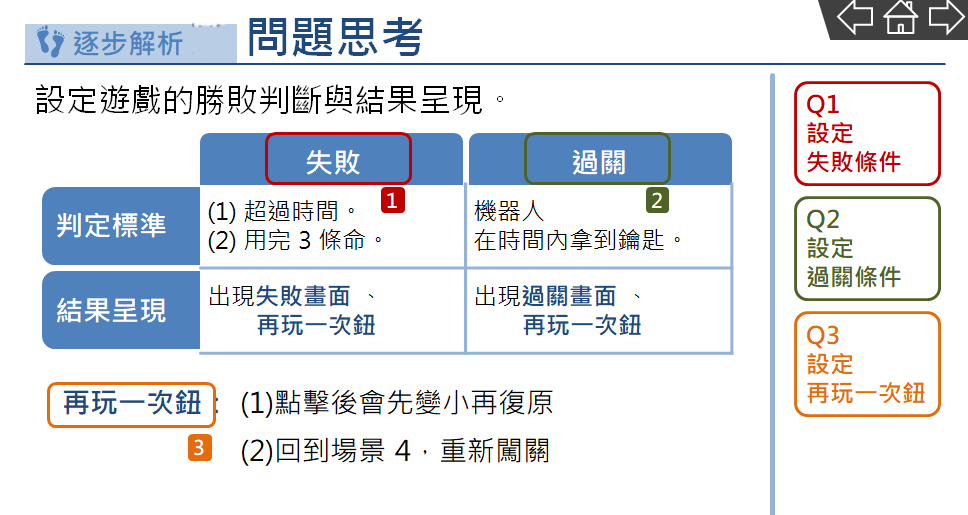 逐步解析
問題思考
設定遊戲的勝敗判斷與結果呈現。
失敗
過關
1
2
判定標準
(1) 超過時間。
(2) 用完 3 條命。
機器人
在時間內拿到鑰匙。
結果呈現
出現失敗畫面 、
再玩一次鈕
出現過關畫面 、
再玩一次鈕
再玩一次鈕： (1)點擊後會先變小再復原
3
(2)回到場景 4，重新闖關
Q1
設定
失敗條件
Q2
設定
過關條件
Q3
設定
再玩一次鈕